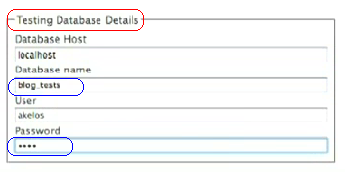 Testing Database Details
Database Host
localhost
Database name
blog_tests
User
akelos
Password
••••